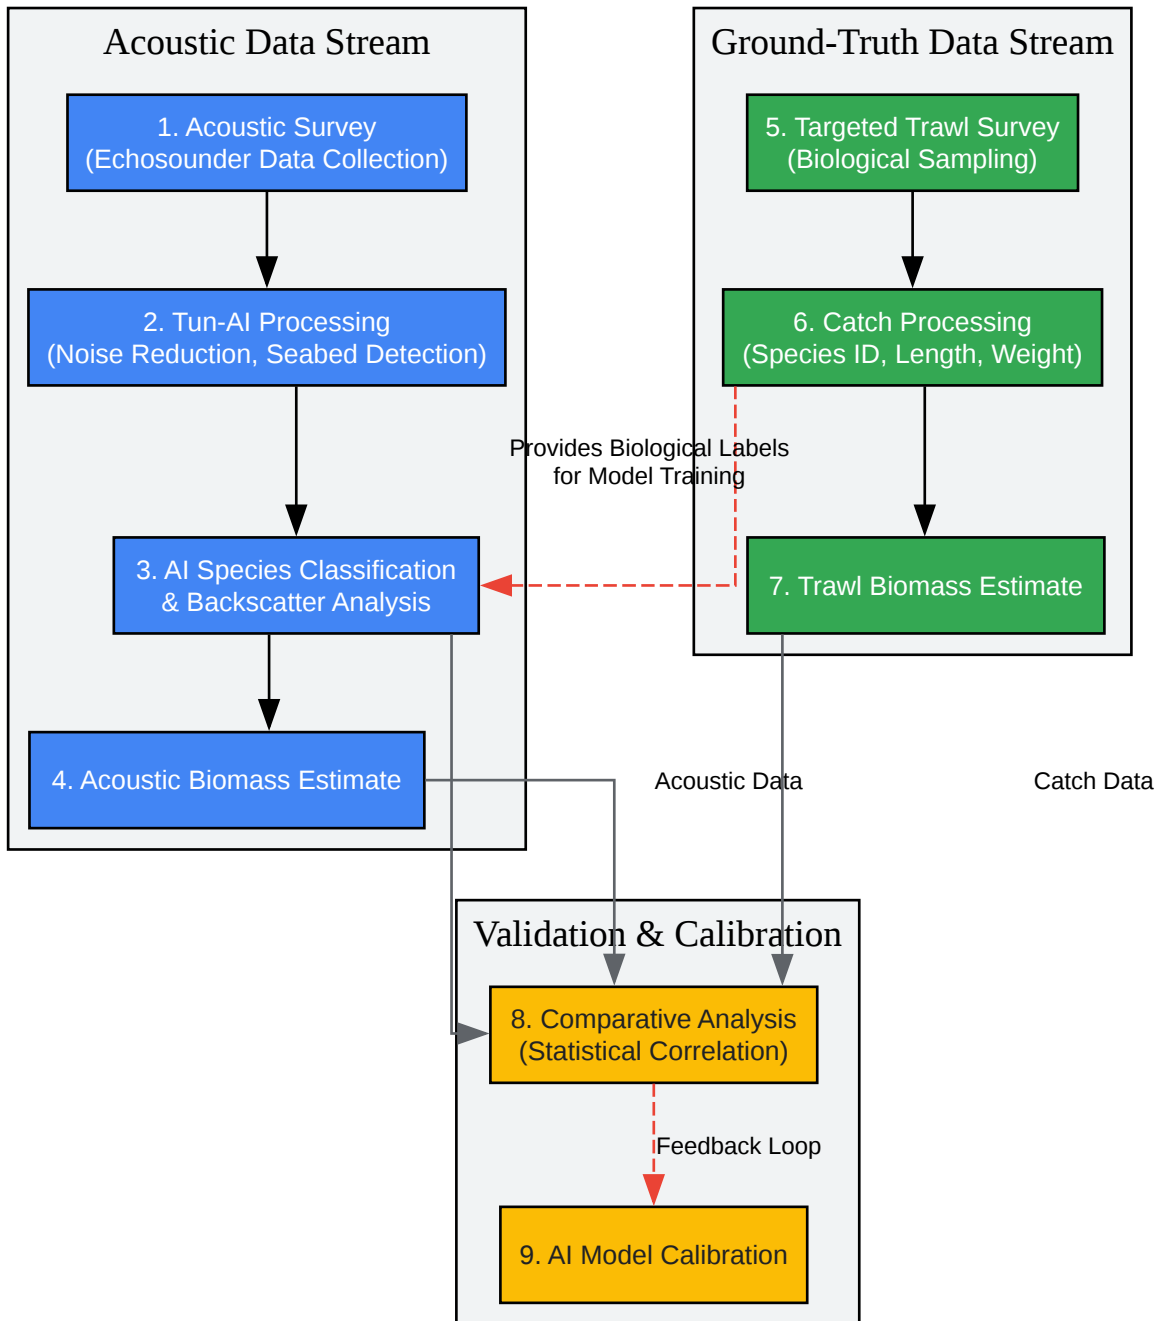 Acoustic Data Stream
1. Acoustic Survey
(Echosounder Data Collection)
2. Tun-AI Processing
(Noise Reduction, Seabed Detection)
3. AI Species Classification
& Backscatter Analysis
4. Acoustic Biomass Estimate
Ground-Truth Data Stream
5. Targeted Trawl Survey
(Biological Sampling)
6. Catch Processing
(Species ID, Length, Weight)
Provides Biological Labels
for Model Training
7. Trawl Biomass Estimate
Acoustic Data
Catch Data
Validation & Calibration
8. Comparative Analysis
(Statistical Correlation)
Feedback Loop
9. AI Model Calibration